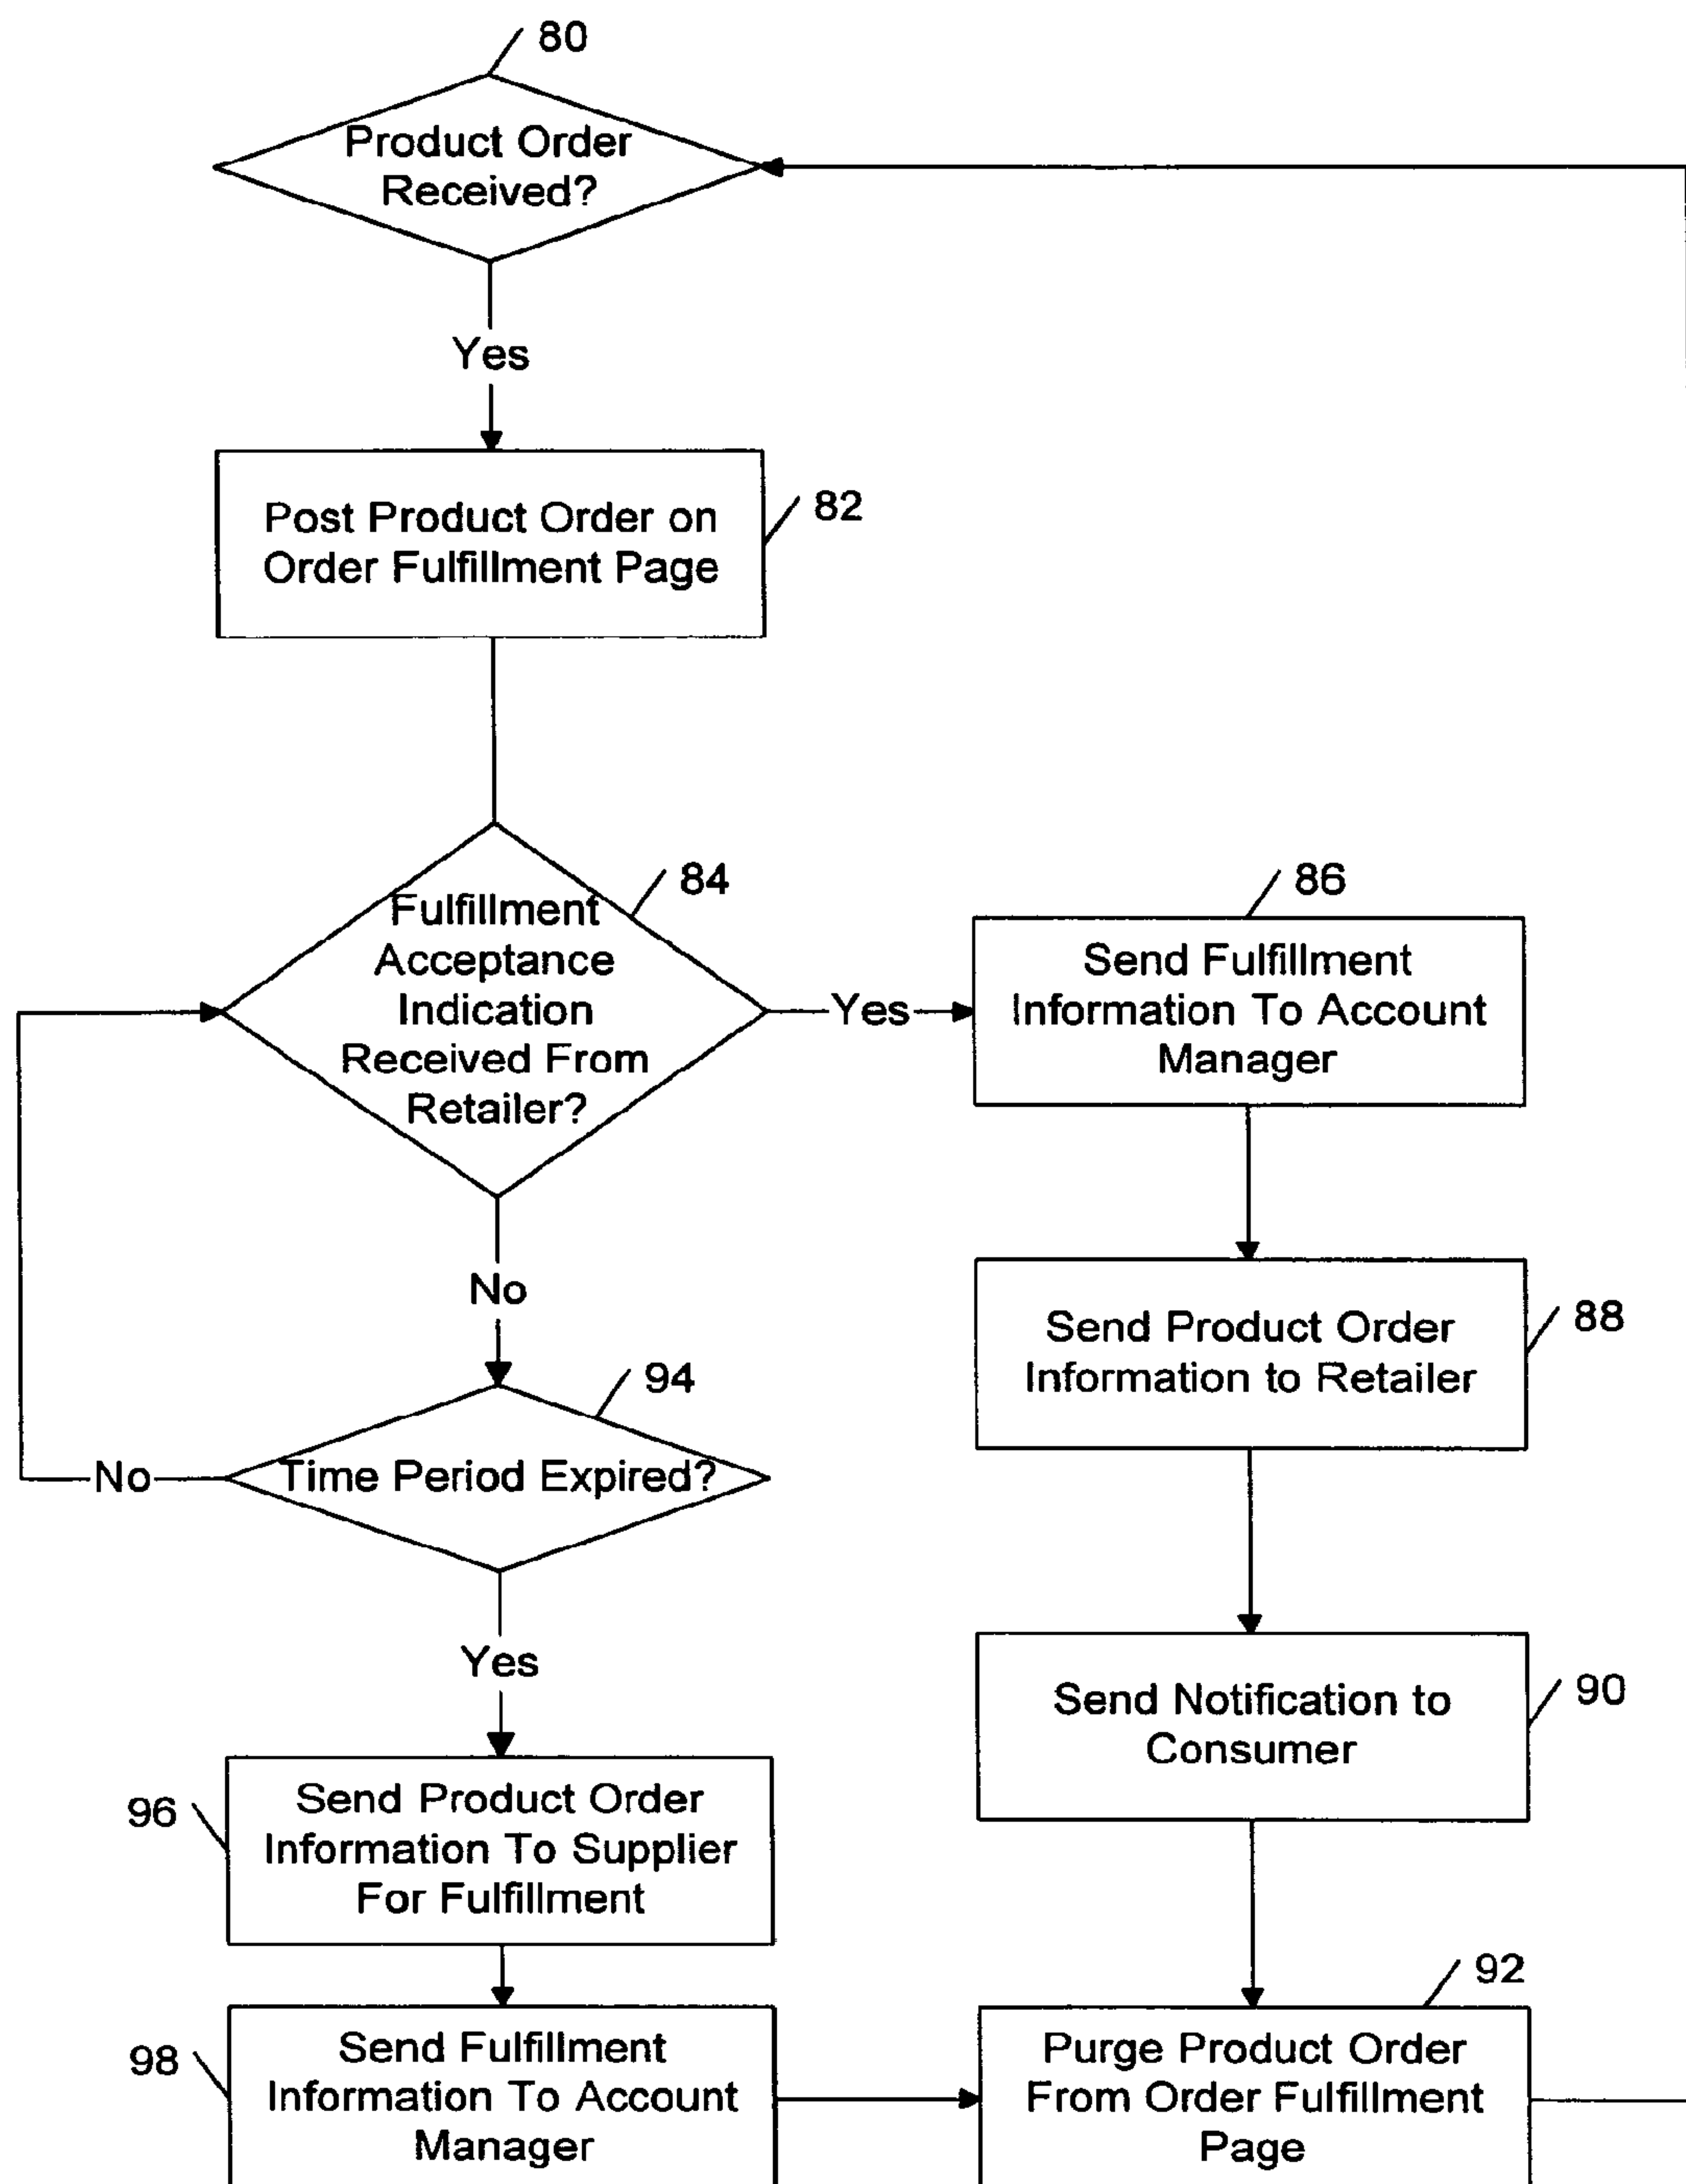 80
Product Order
Received?
Yes
Post Product Order on
Order Fulfillment Page
82
Fulfillment
Acceptance
Indication
Received From
Retailer?
84
Yes
86
Send Fulfillment
Information To Account
Manager
No
Send Product Order
Information to Retailer
88
94
Time Period Expired?
No
Yes
Send Notification to
Consumer
90
96
Send Product Order
Information To Supplier
For Fulfillment
98
Send Fulfillment
Information To Account
Manager
92
Purge Product Order
From Order Fulfillment
Page